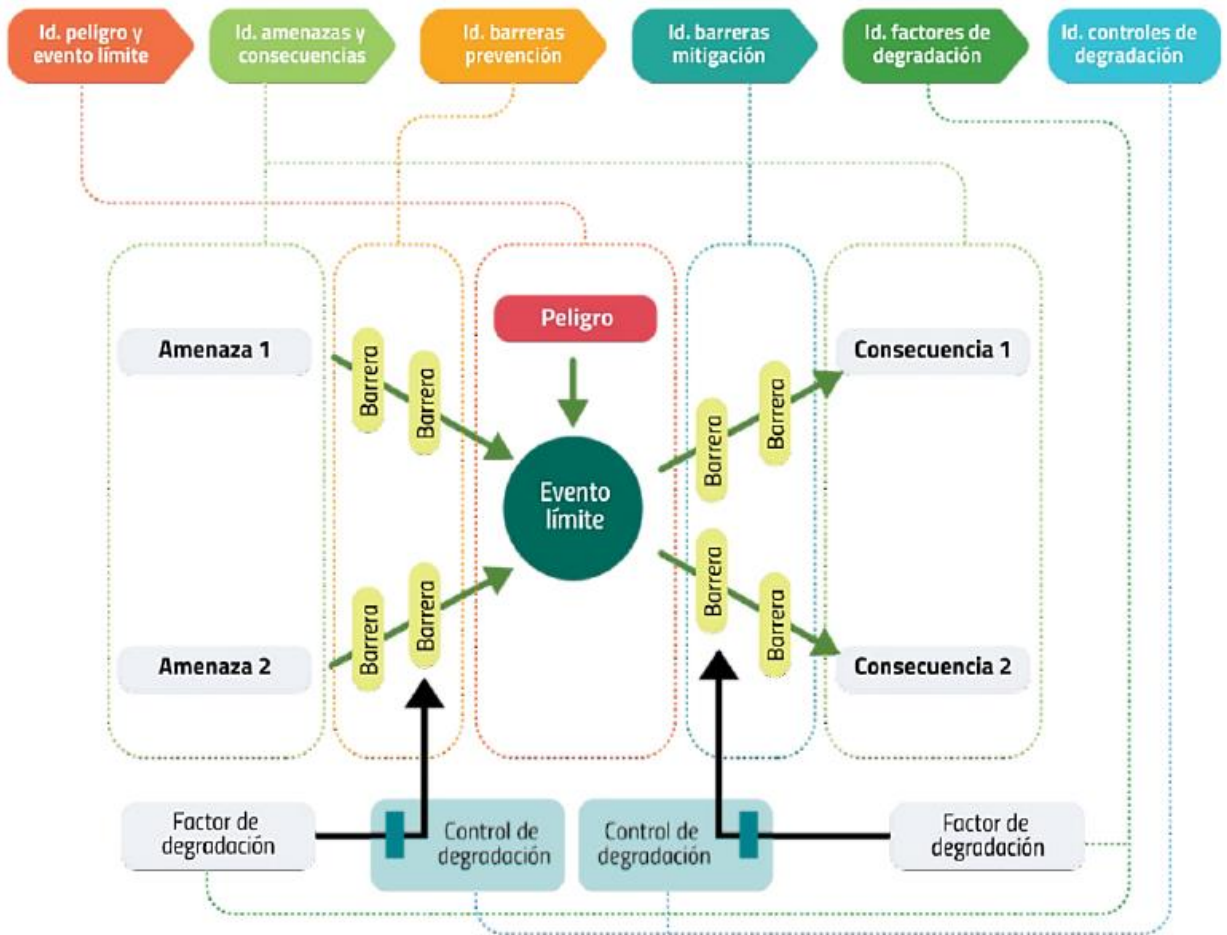 Id. peligro y
evento límite
Id. amenazas y
consecuencias
Id. barreras
prevención
Id. barreras
mitigación
Id. factores de
degradación
Id. controles de
degradación
Peligro
Amenaza 1
Barrera
Barrera
Evento
límite
Barrera
Barrera
Consecuencia 1
Amenaza 2
Barrera
Barrera
Barrera
Barrera
Consecuencia 2
Factor de
degradación
Control de
degradación
Control de
degradación
Factor de
degradación